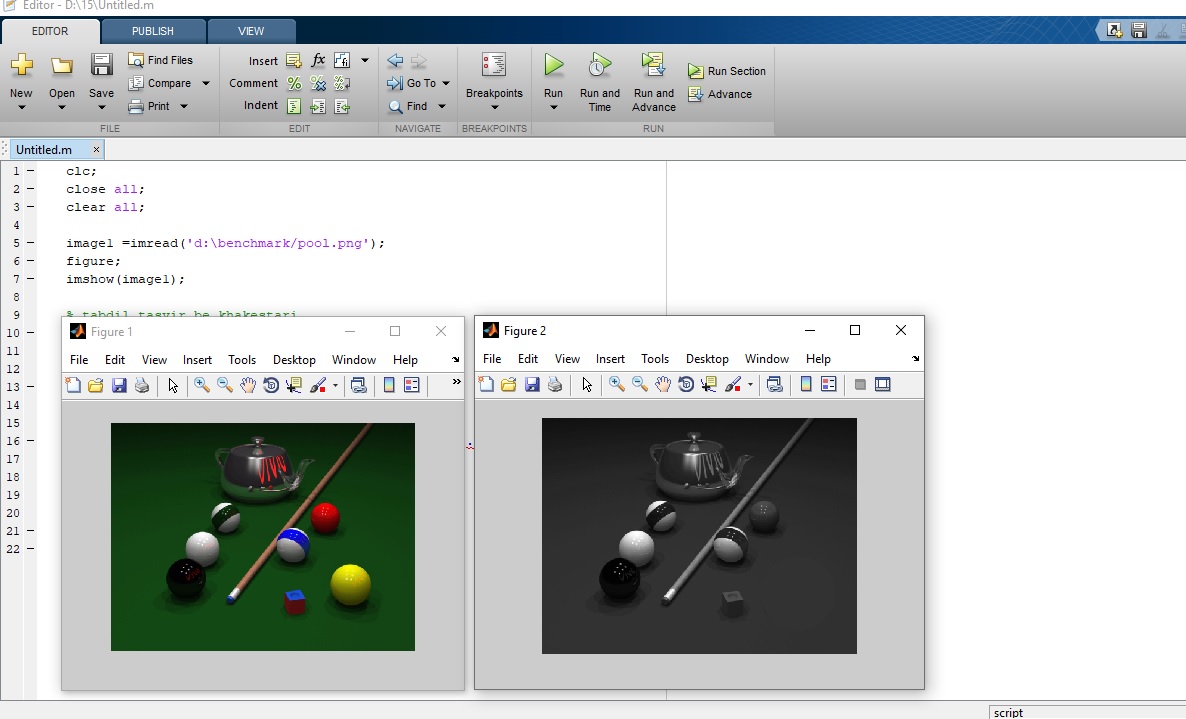 Editor - D:\15\Untitled.m
EDITOR PUBLISH VIEW
New
Open
Save
Find Files
Compare
Print
FILE
Insert fx
Comment
Indent
EDIT
Go To
Find
NAVIGATE
Breakpoints
BREAKPOINTS
Run
Run and
Time
Run and
Advance
Run Section
Advance
RUN
Untitled.m ×
1 – clc;
2 – close all;
3 – clear all;
4
5 – image1 =imread('d:\benchmark/pool.png');
6 – figure;
7 – imshow(image1);
8
9 % tabdil tasvir be khakestari
10 –
11
12
13 –
14
15
16 –
17
18
19
20
21 –
22 –
Figure 1
File Edit View Insert Tools Desktop Window Help
Figure 2
File Edit View Insert Tools Desktop Window Help
script